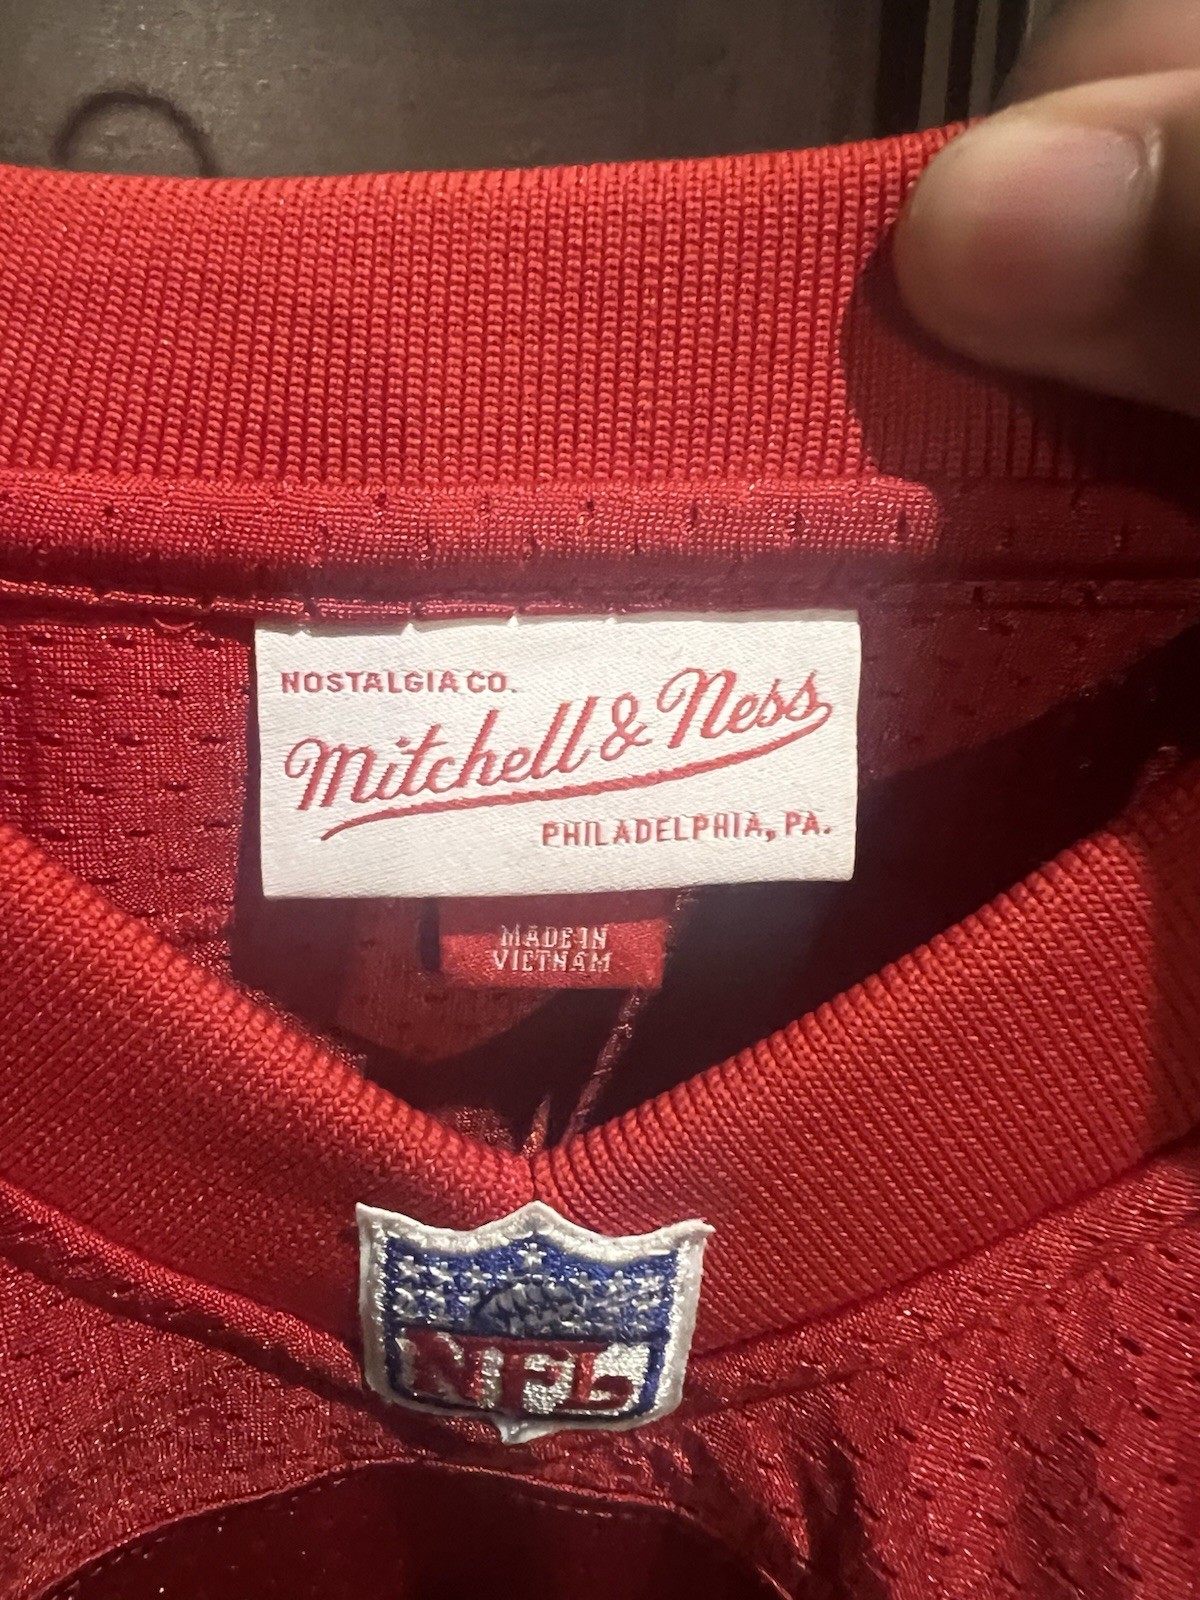 NOSTALGIA CO.
Mitchell & Ness
PHILADELPHIA, PA.
MADE IN
VIETNAM
NFL